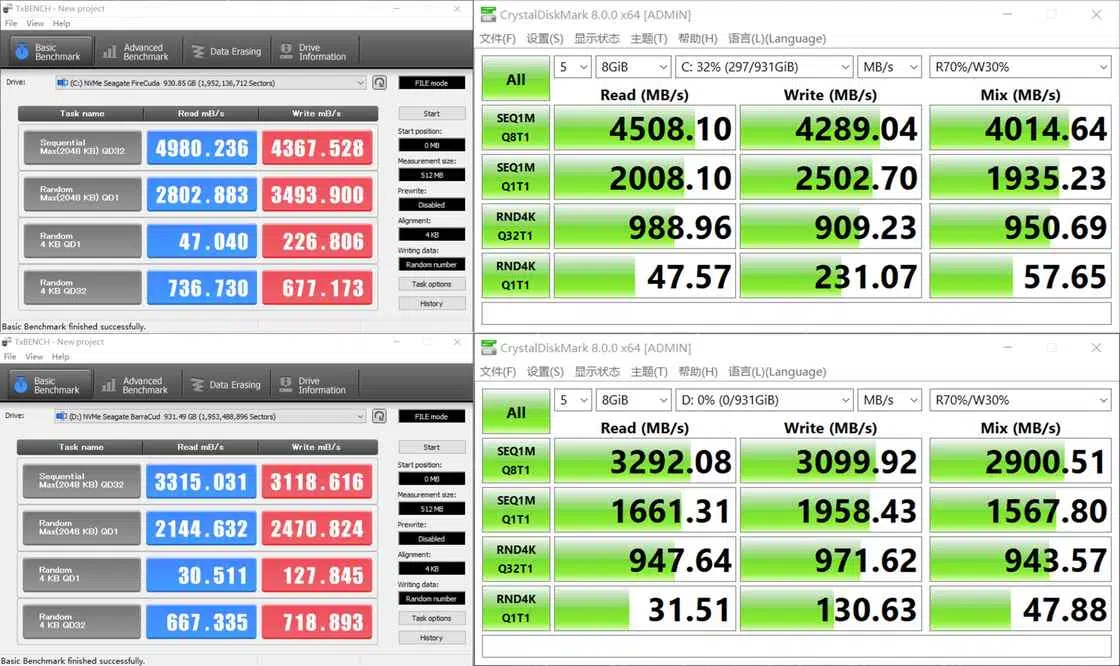 TxBENCH - New project
File View Help
Basic Benchmark
Advanced Benchmark
Data Erasing
Drive Information
Drive: (C:) NVMe Seagate FireCuda 930.85 GB (1,952,136,712 Sectors) FILE mode
Task name Read mB/s Write mB/s
Sequential Max(2048 KB) QD32 4980.236 4367.528
Random Max(2048 KB) QD1 2802.883 3493.900
Random 4 KB QD1 47.040 226.806
Random 4 KB QD32 736.730 677.173
Start
Start position:
0 MB
Measurement size:
512 MB
Prewrite:
Disabled
Alignment:
4 KB
Writing data:
Random number
Task options
History
Basic Benchmark finished successfully.
CrystalDiskMark 8.0.0 x64 [ADMIN]
文件(F) 设置(S) 显示状态 主题(T) 帮助(H) 语言(L)(Language)
All 5 8GiB C: 32% (297/931GiB) MB/s R70%/W30%
Read (MB/s) Write (MB/s) Mix (MB/s)
SEQ1M Q8T1 4508.10 4289.04 4014.64
SEQ1M Q1T1 2008.10 2502.70 1935.23
RND4K Q32T1 988.96 909.23 950.69
RND4K Q1T1 47.57 231.07 57.65
TxBENCH - New project
File View Help
Basic Benchmark
Advanced Benchmark
Data Erasing
Drive Information
Drive: (D:) NVMe Seagate BarraCud 931.49 GB (1,953,488,896 Sectors) FILE mode
Task name Read mB/s Write mB/s
Sequential Max(2048 KB) QD32 3315.031 3118.616
Random Max(2048 KB) QD1 2144.632 2470.824
Random 4 KB QD1 30.511 127.845
Random 4 KB QD32 667.335 718.893
Start
Start position:
0 MB
Measurement size:
512 MB
Prewrite:
Disabled
Alignment:
4 KB
Writing data:
Random number
Task options
History
Basic Benchmark finished successfully.
CrystalDiskMark 8.0.0 x64 [ADMIN]
文件(F) 设置(S) 显示状态 主题(T) 帮助(H) 语言(L)(Language)
All 5 8GiB D: 0% (0/931GiB) MB/s R70%/W30%
Read (MB/s) Write (MB/s) Mix (MB/s)
SEQ1M Q8T1 3292.08 3099.92 2900.51
SEQ1M Q1T1 1661.31 1958.43 1567.80
RND4K Q32T1 947.64 971.62 943.57
RND4K Q1T1 31.51 130.63 47.88